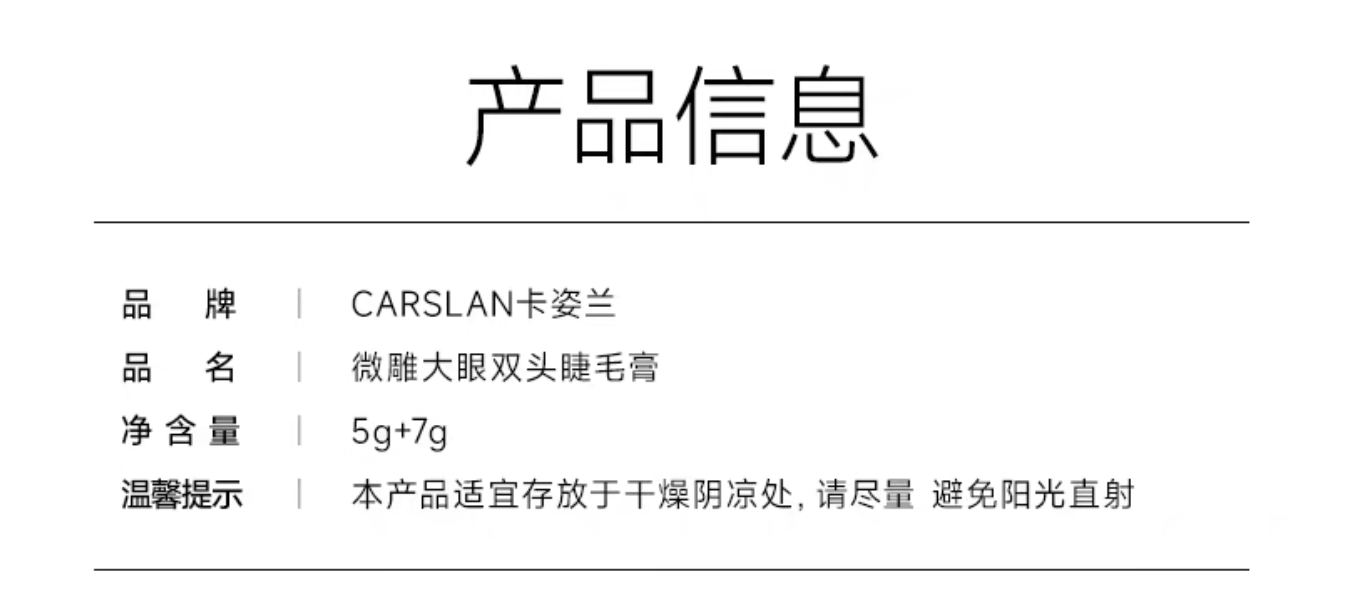 产品信息
品牌 | CARSLAN卡姿兰
品名 | 微雕大眼双头睫毛膏
净含量 | 5g+7g
温馨提示 | 本产品适宜存放于干燥阴凉处, 请尽量 避免阳光直射